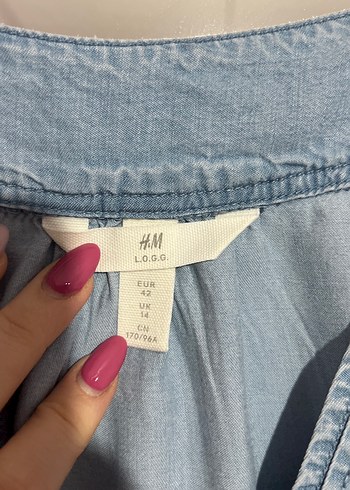 H&M
L.O.G.G.
EUR
42
UK
14
CN
170/96A